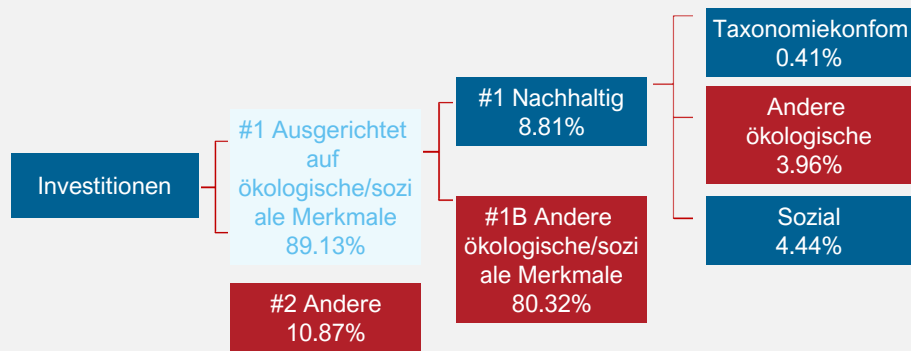 Investitionen
#1 Ausgerichtet
auf
ökologische/sozi
ale Merkmale
89.13%
#2 Andere
10.87%
#1 Nachhaltig
8.81%
#1B Andere
ökologische/sozi
ale Merkmale
80.32%
Taxonomiekonfom
0.41%
Andere
ökologische
3.96%
Sozial
4.44%